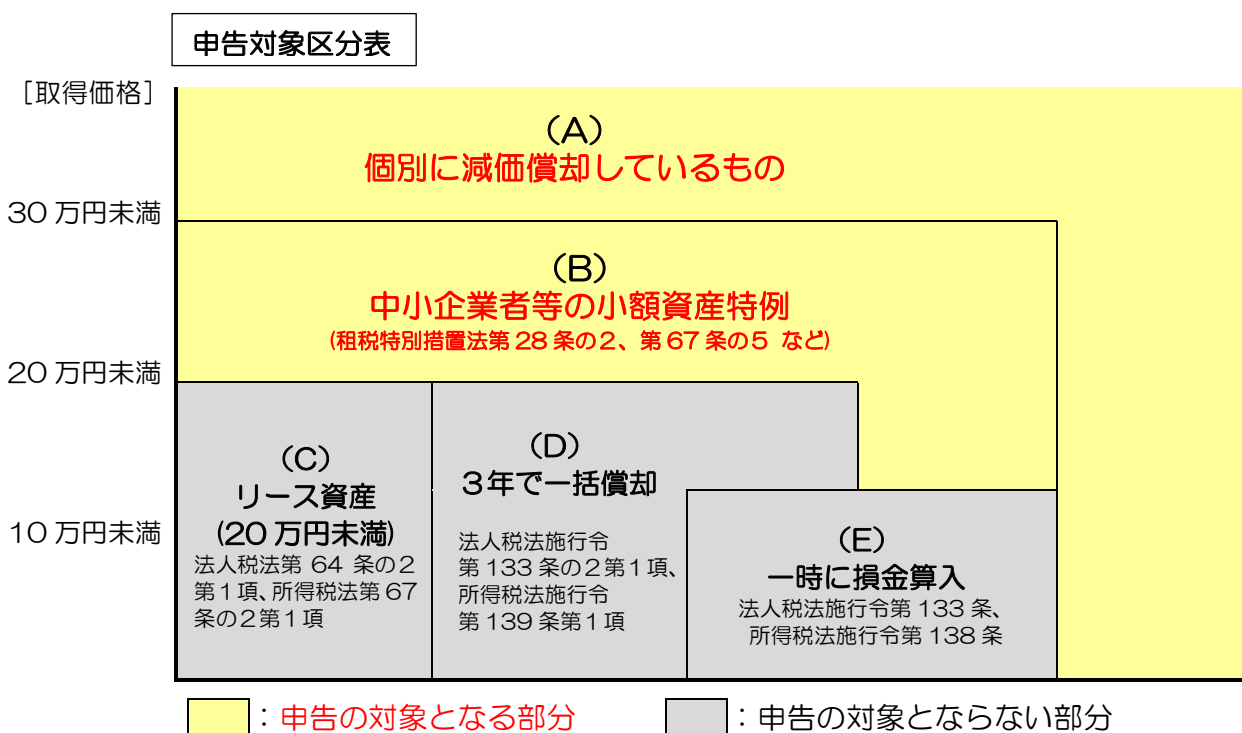 申告対象区分表
［取得価格］
（A）
個別に減価償却しているもの
30 万円未満
（B）
中小企業者等の小額資産特例
(租税特別措置法第 28 条の２、第 67 条の５ など)
20 万円未満
（C）
リース資産
(20 万円未満)
法人税法第 64 条の２
第１項、所得税法第 67
条の２第１項
（D）
３年で一括償却
法人税法施行令
第 133 条の２第１項、
所得税法施行令
第 139 条第１項
10 万円未満
（E）
一時に損金算入
法人税法施行令第 133 条、
所得税法施行令第 138 条
：申告の対象となる部分
：申告の対象とならない部分